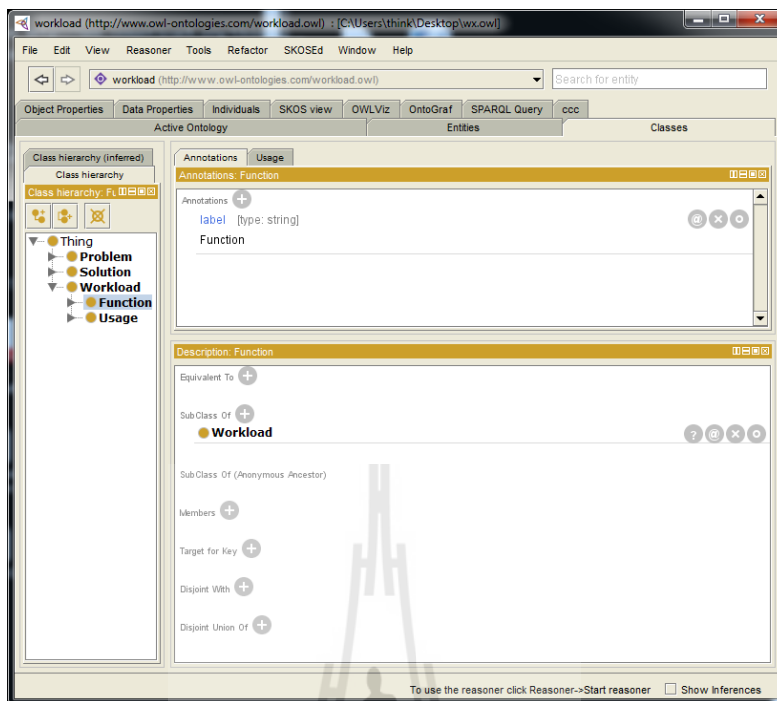 workload (http://www.owl-ontologies.com/workload.owl) : [C:\Users\think\Desktop\wx.owl]
File Edit View Reasoner Tools Refactor SKOSEd Window Help
workload (http://www.owl-ontologies.com/workload.owl)
Search for entity
Object Properties Data Properties Individuals SKOS view OWLViz OntoGraf SPARQL Query ccc
Active Ontology Entities Classes
Class hierarchy (inferred)
Class hierarchy
Class hierarchy: Fu
Thing
Problem
Solution
Workload
Function
Usage
Annotations Usage
Annotations: Function
Annotations
label [type: string]
Function
Description: Function
Equivalent To
SubClass Of
Workload
SubClass Of (Anonymous Ancestor)
Members
Target for Key
Disjoint With
Disjoint Union Of
To use the reasoner click Reasoner->Start reasoner Show Inferences